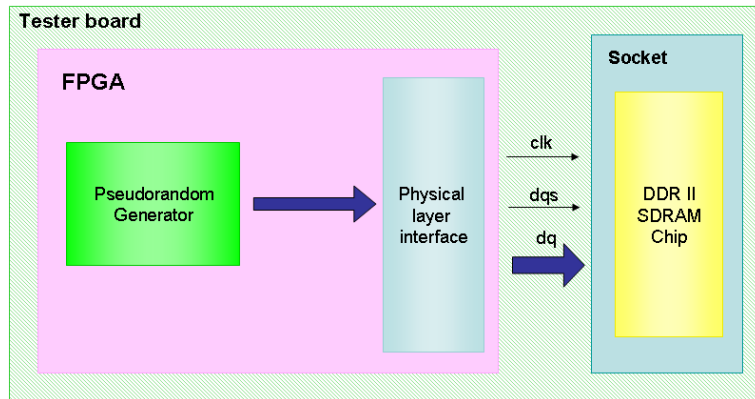 Tester board
FPGA
Socket
Pseudorandom
Generator
Physical
layer
interface
clk
dqs
dq
DDR II
SDRAM
Chip